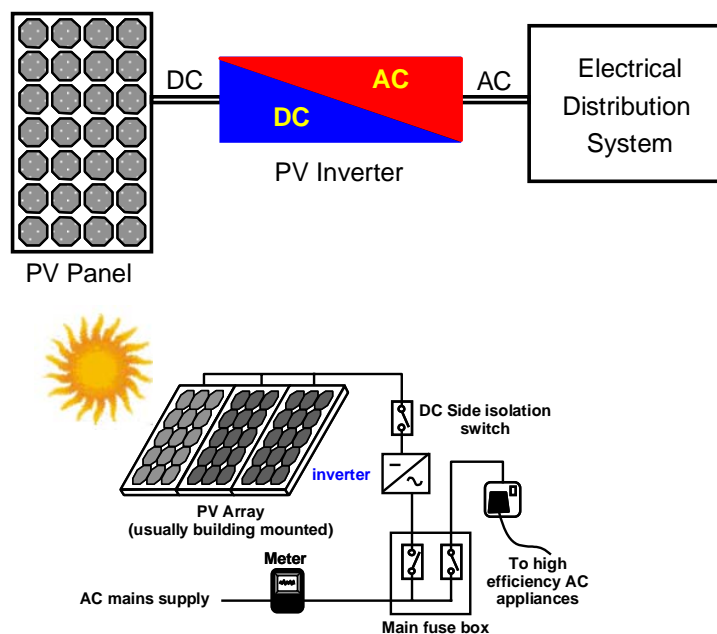 DC
AC
AC
DC
Electrical
Distribution
System
PV Inverter
PV Panel
DC Side isolation
switch
inverter
PV Array
(usually building mounted)
Meter
To high
efficiency AC
appliances
AC mains supply
Main fuse box